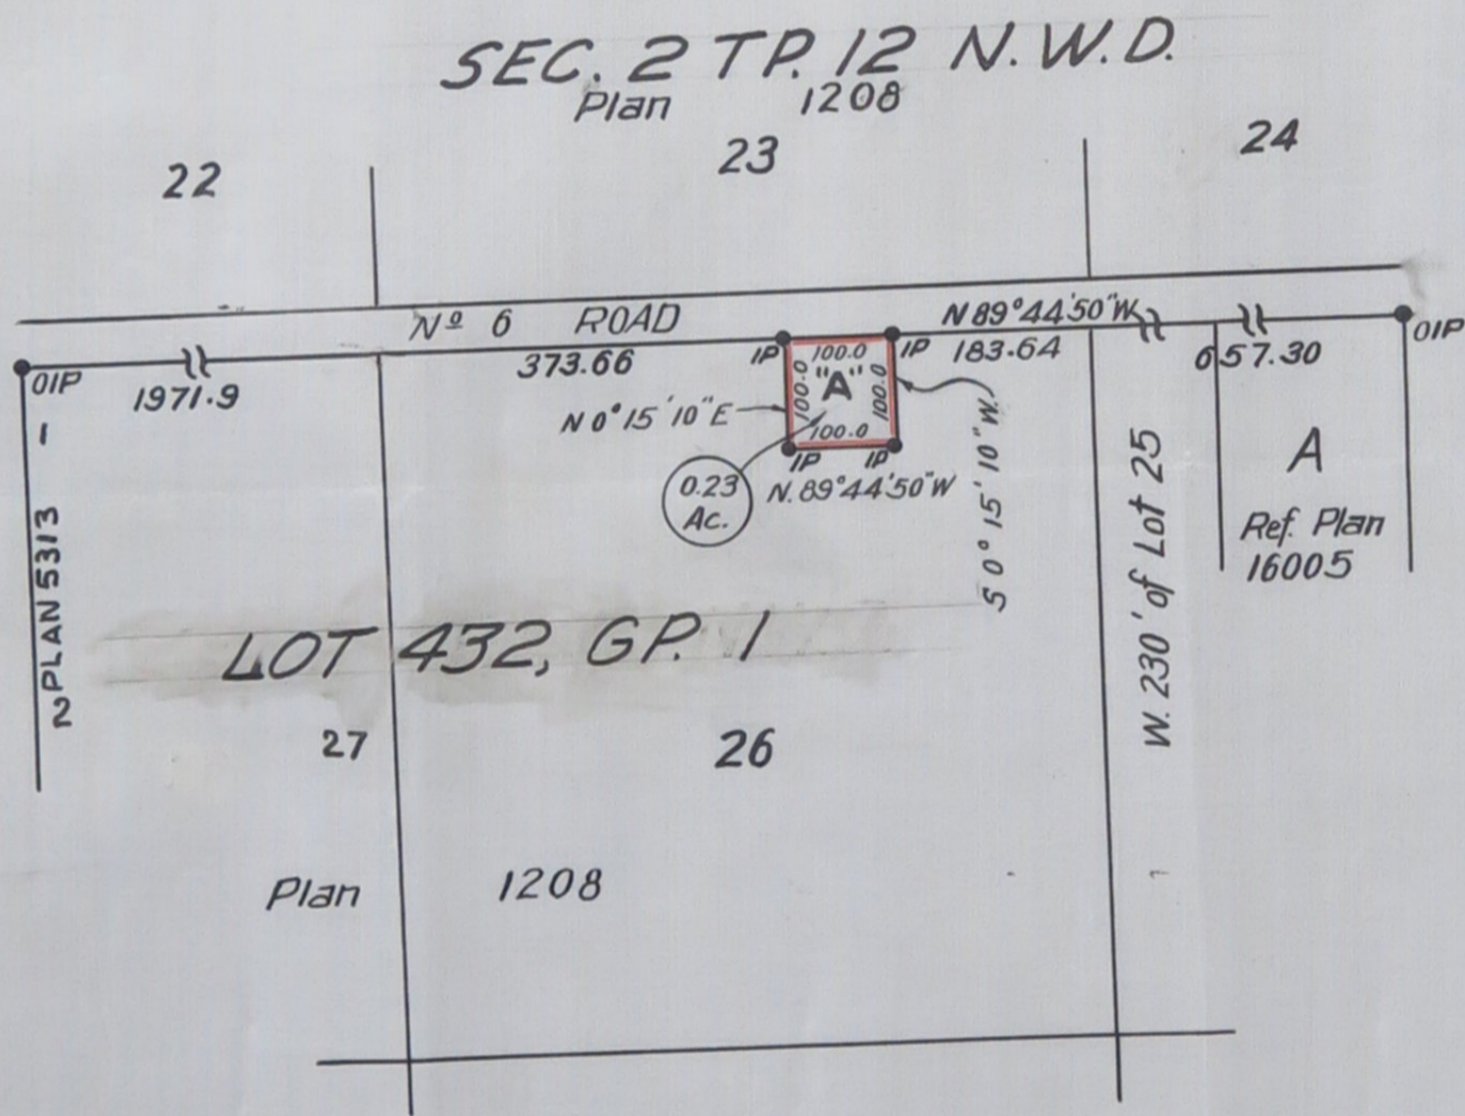 SEC. 2 TP. 12 N.W.D.
Plan 1208
22
23
24
Nº 6 ROAD
N 89°44'50"W
OIP
1971.9
373.66
IP
100.0
IP
183.64
657.30
OIP
100.0
"A"
100.0
N 0°15'10"E
100.0
IP
IP
N. 89°44'50"W
S 0°15'10"W.
0.23
Ac.
2 PLAN 5313 -
W. 230' of Lot 25
A
Ref. Plan
16005
LOT 432, GP. 1
27
26
Plan 1208